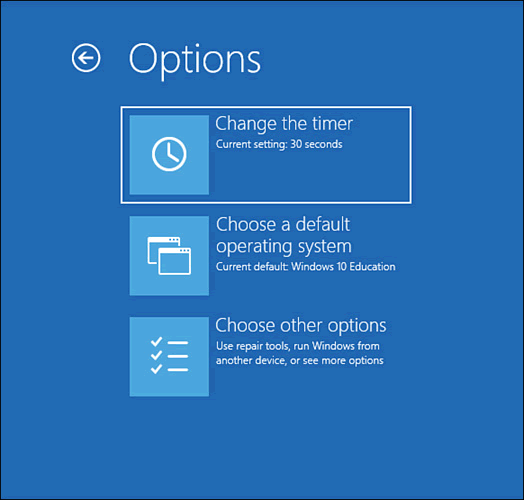 Options
Change the timer
Current setting: 30 seconds
Choose a default
operating system
Current default: Windows 10 Education
Choose other options
Use repair tools, run Windows from
another device, or see more options